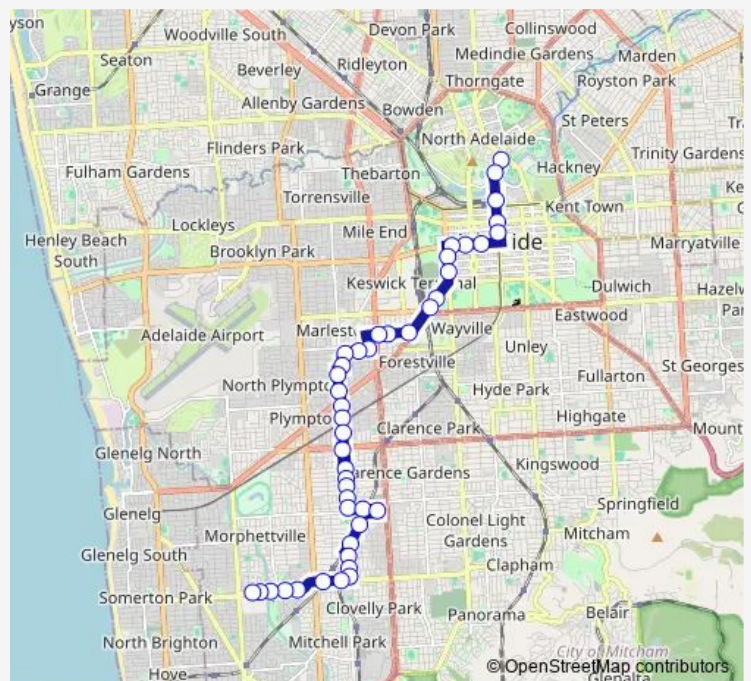 yson
Woodville South
Devon Park
Collinswood
Seaton
Medindie Gardens
Marden
Beverley
Ridleyton
Thorngate
Royston Park
Grange
Allenby Gardens
Bowden
St Peters
North Adelaide
Flinders Park
Trinity Gardens
Fulham Gardens
Thebarton
Hackney
Torrensville
Kent Town
Lockleys
Mile End
Henley Beach
South
Brooklyn Park
ide
Marryatville
Keswick Ter
nal
Dulwich
Hazelw
Par
Adelaide Airport
Marlest
Wayville
Eastwood
Unley
Forestville
St Georges
North Plympto
Hyde Park
Fullarton
Plympto
Highgate
Clarence Park
Mount
Glenelg North
Kingswood
arence Gardens
Springfield
Glenelg
Colonel Light
Gardens
Morphettville
Mitcham
Glenelg South
Clapham
Somerton Park
Clovelly Park
Panorama
Belair
North Brighton
Mitchell Park
City of Mitcham
Hove
Glenalta
© OpenStreetMap contributors